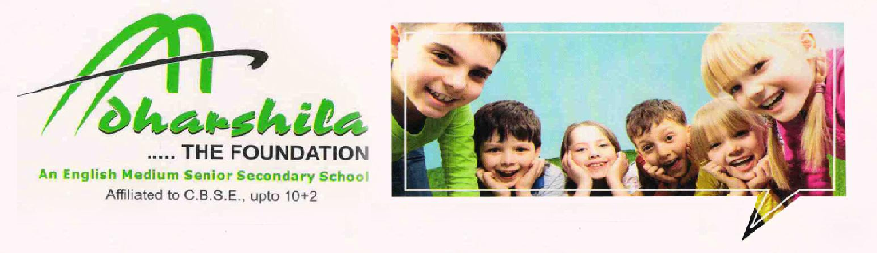 Adharshila
..... THE FOUNDATION
An English Medium Senior Secondary School
Affiliated to C.B.S.E., upto 10+2